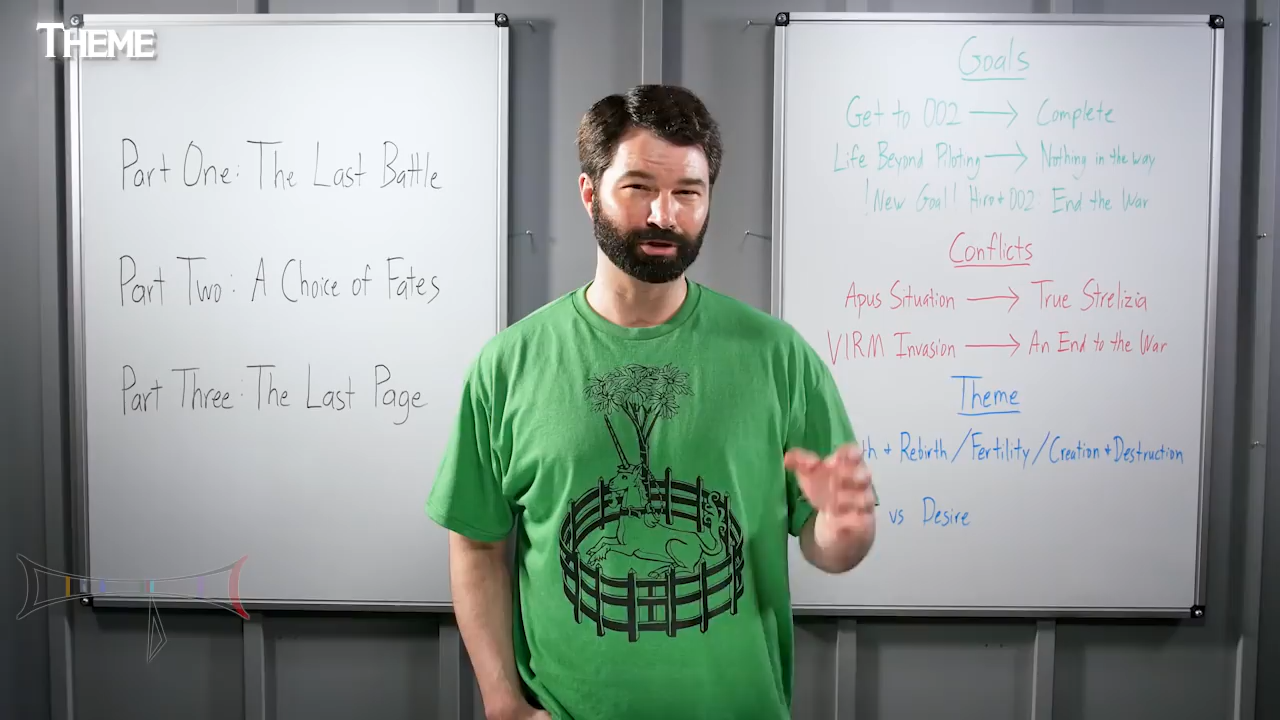 THEME
Part One: The Last Battle
Part Two: A Choice of Fates
Part Three: The Last Page
Goals
Get to 002 → Complete
Life Beyond Piloting → Nothing in the way
!New Goal! Hiro + 002: End the War
Conflicts
Apus Situation → True Strelizia
VIRM Invasion → An End to the War
Theme
th + Rebirth / Fertility / Creation + Destruction
vs Desire